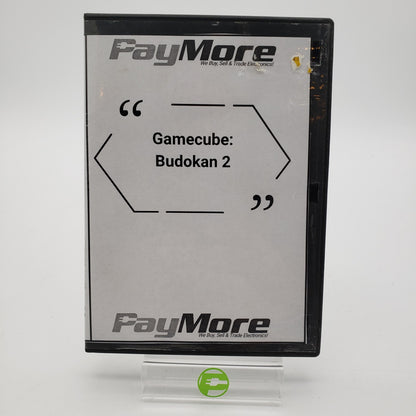 PayMore
We Buy, Sell & Trade Electronics!
“
Gamecube:
Budokan 2
”
PayMore
We Buy, Sell & Trade Electronics!